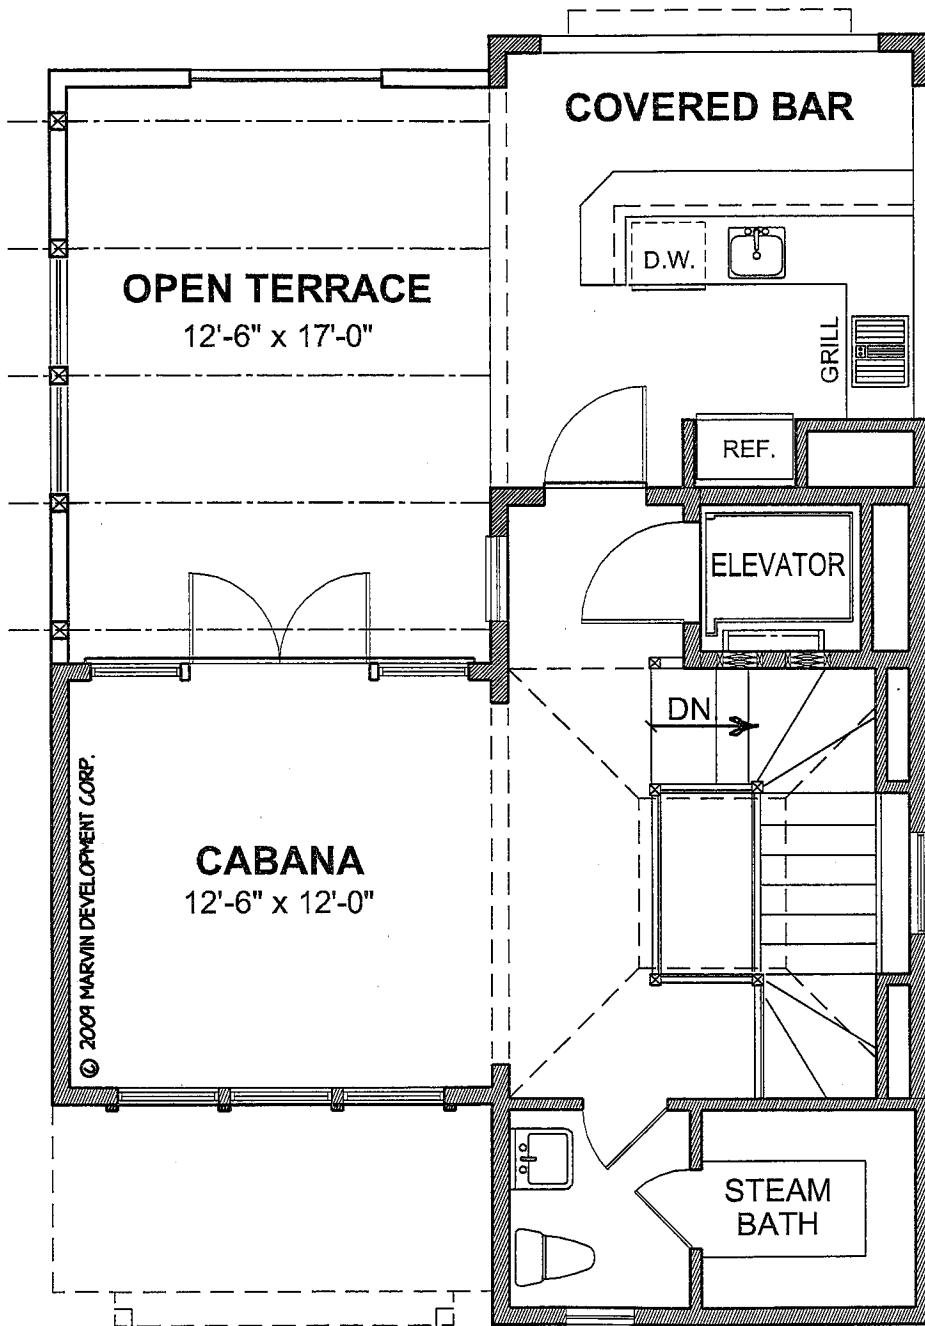 COVERED BAR
D.W.
OPEN TERRACE
12'-6" x 17'-0"
GRILL
REF.
ELEVATOR
DN
CABANA
12'-6" x 12'-0"
© 2009 MARVIN DEVELOPMENT CORP.
STEAM
BATH